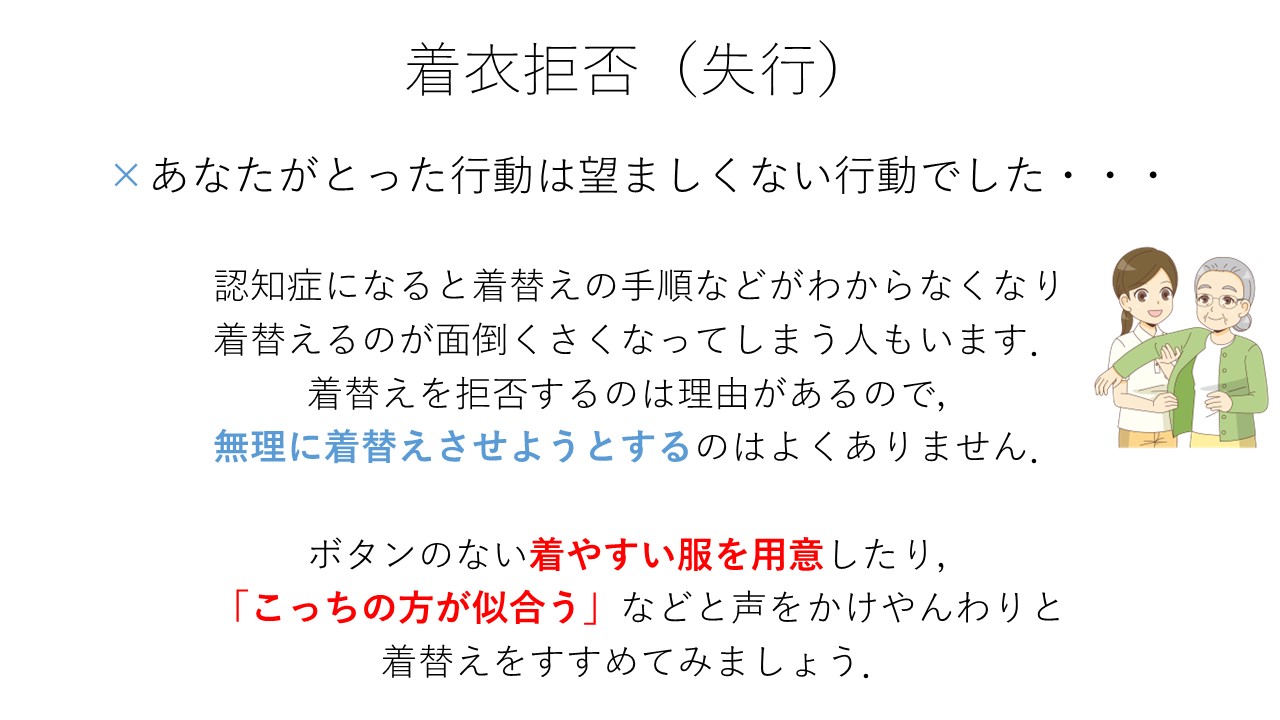 着衣拒否（失行）
×あなたがとった行動は望ましくない行動でした・・・
認知症になると着替えの手順などがわからなくなり
着替えるのが面倒くさくなってしまう人もいます．
着替えを拒否するのは理由があるので，
無理に着替えさせようとするのはよくありません．
ボタンのない着やすい服を用意したり，
「こっちの方が似合う」などと声をかけやんわりと
着替えをすすめてみましょう．